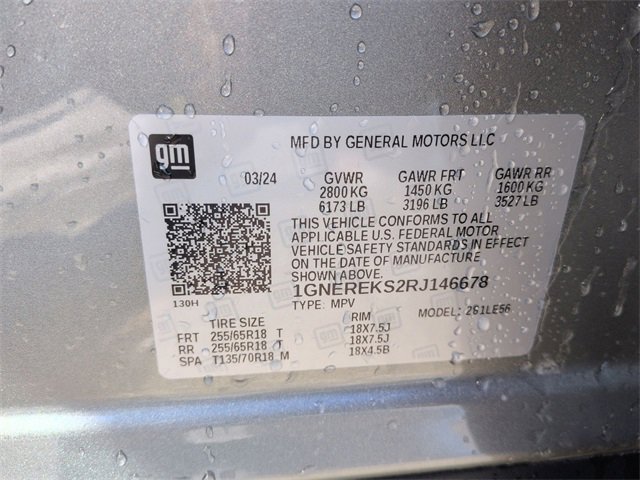 gm
MFD BY GENERAL MOTORS LLC
03/24 GVWR GAWR FRT GAWR RR
2800 KG 1450 KG 1600 KG
6173 LB 3196 LB 3527 LB
THIS VEHICLE CONFORMS TO ALL
APPLICABLE U.S. FEDERAL MOTOR
VEHICLE SAFETY STANDARDS IN EFFECT
ON THE DATE OF MANUFACTURE
SHOWN ABOVE.
130H 1GNEREKS2RJ146678
TYPE: MPV MODEL: 2S1LE56
TIRE SIZE RIM
FRT 255/65R18 T 18X7.5J
RR 255/65R18 T 18X7.5J
SPA T135/70R18 M 18X4.5B